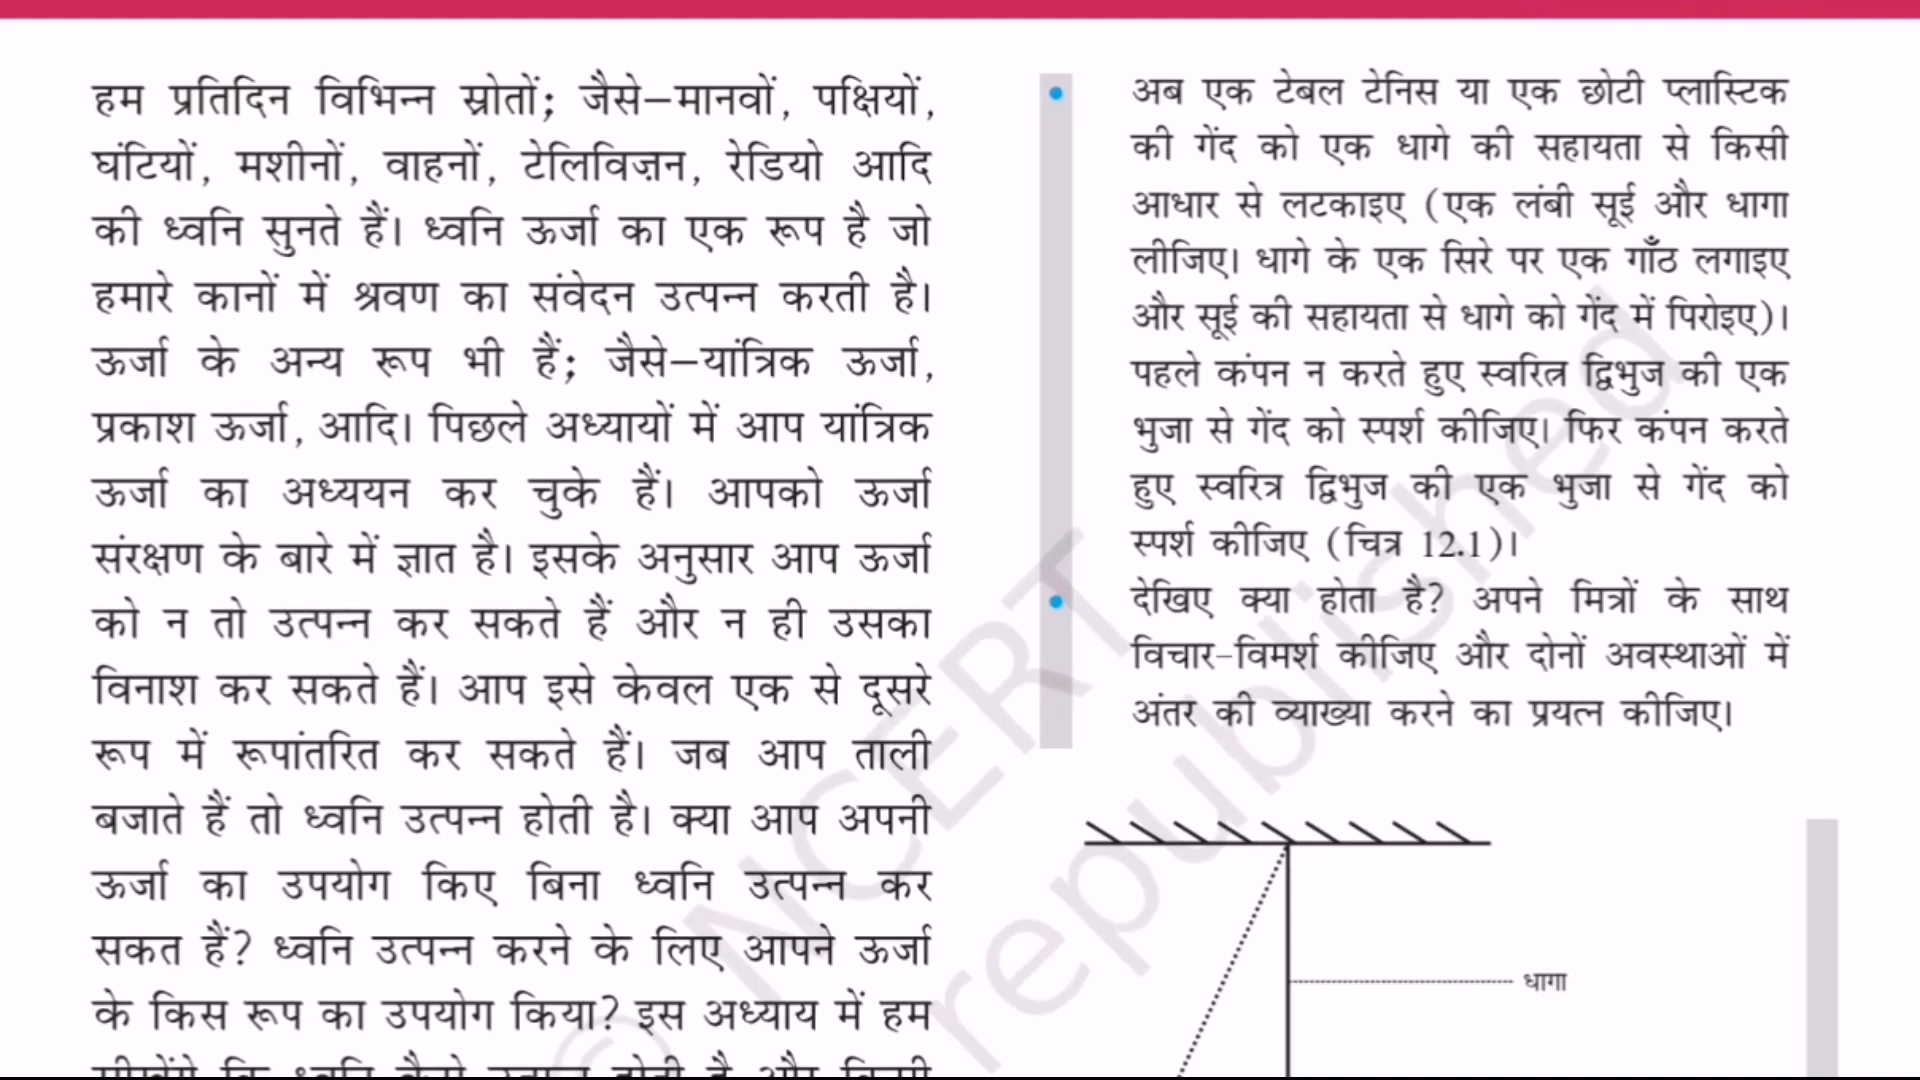 हम प्रतिदिन विभिन्न स्रोतों; जैसे–मानवों, पक्षियों,
घंटियों, मशीनों, वाहनों, टेलिविज़न, रेडियो आदि
की ध्वनि सुनते हैं। ध्वनि ऊर्जा का एक रूप है जो
हमारे कानों में श्रवण का संवेदन उत्पन्न करती है।
ऊर्जा के अन्य रूप भी हैं; जैसे–यांत्रिक ऊर्जा,
प्रकाश ऊर्जा, आदि। पिछले अध्यायों में आप यांत्रिक
ऊर्जा का अध्ययन कर चुके हैं। आपको ऊर्जा
संरक्षण के बारे में ज्ञात है। इसके अनुसार आप ऊर्जा
को न तो उत्पन्न कर सकते हैं और न ही उसका
विनाश कर सकते हैं। आप इसे केवल एक से दूसरे
रूप में रूपांतरित कर सकते हैं। जब आप ताली
बजाते हैं तो ध्वनि उत्पन्न होती है। क्या आप अपनी
ऊर्जा का उपयोग किए बिना ध्वनि उत्पन्न कर
सकत हैं? ध्वनि उत्पन्न करने के लिए आपने ऊर्जा
के किस रूप का उपयोग किया? इस अध्याय में हम
अब एक टेबल टेनिस या एक छोटी प्लास्टिक
की गेंद को एक धागे की सहायता से किसी
आधार से लटकाइए (एक लंबी सूई और धागा
लीजिए। धागे के एक सिरे पर एक गाँठ लगाइए
और सूई की सहायता से धागे को गेंद में पिरोइए)।
पहले कंपन न करते हुए स्वरित्र द्विभुज की एक
भुजा से गेंद को स्पर्श कीजिए। फिर कंपन करते
हुए स्वरित्र द्विभुज की एक भुजा से गेंद को
स्पर्श कीजिए (चित्र 12.1)।
देखिए क्या होता है? अपने मित्रों के साथ
विचार-विमर्श कीजिए और दोनों अवस्थाओं में
अंतर की व्याख्या करने का प्रयत्न कीजिए।
धागा
© NCERT
republished